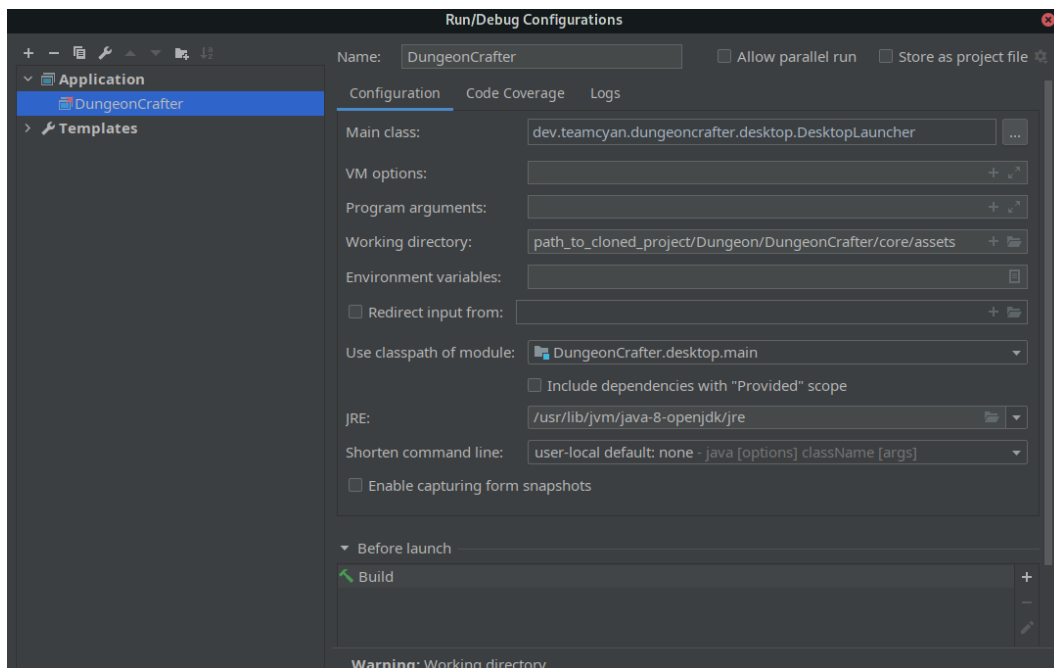 Run/Debug Configurations
Name: DungeonCrafter Allow parallel run Store as project file
Application
DungeonCrafter
Templates
Configuration Code Coverage Logs
Main class: dev.teamcyan.dungeoncrafter.desktop.DesktopLauncher ...
VM options:
Program arguments:
Working directory: path_to_cloned_project/Dungeon/DungeonCrafter/core/assets
Environment variables:
Redirect input from:
Use classpath of module: DungeonCrafter.desktop.main
Include dependencies with "Provided" scope
JRE: /usr/lib/jvm/java-8-openjdk/jre
Shorten command line: user-local default: none - java [options] className [args]
Enable capturing form snapshots
Before launch
Build
Warning: Working directory